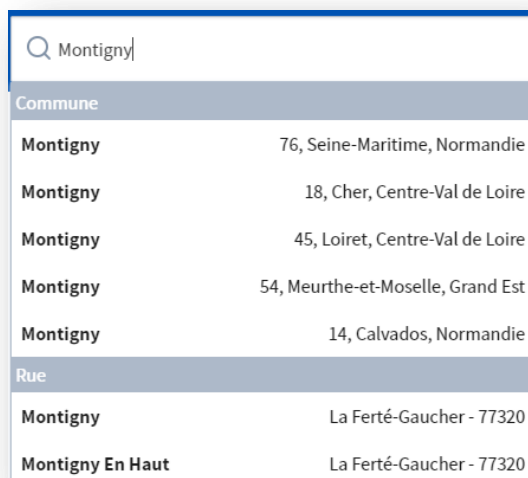 Montigny
Commune
Montigny 76, Seine-Maritime, Normandie
Montigny 18, Cher, Centre-Val de Loire
Montigny 45, Loiret, Centre-Val de Loire
Montigny 54, Meurthe-et-Moselle, Grand Est
Montigny 14, Calvados, Normandie
Rue
Montigny La Ferté-Gaucher - 77320
Montigny En Haut La Ferté-Gaucher - 77320